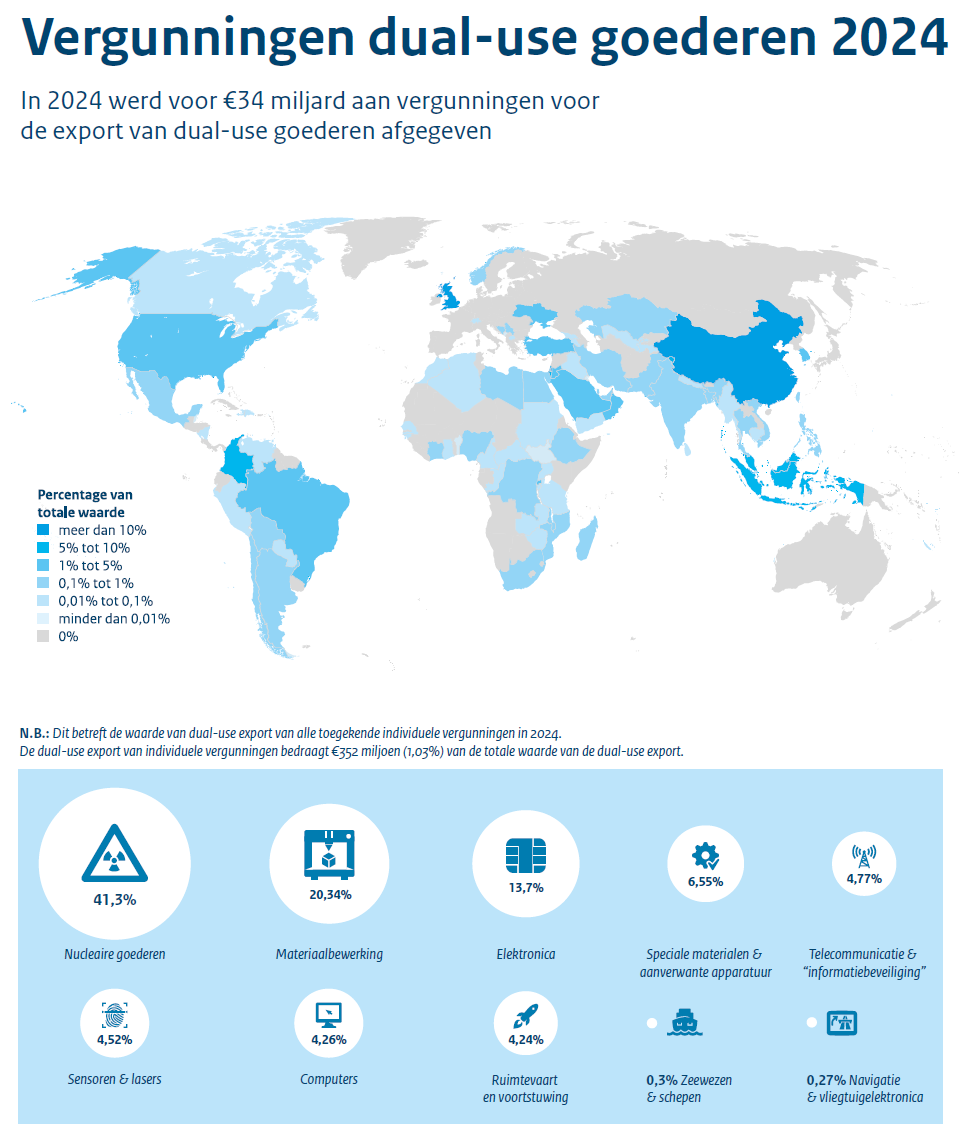 Vergunningen dual-use goederen 2024
In 2024 werd voor €34 miljard aan vergunningen voor
de export van dual-use goederen afgegeven
Percentage van
totale waarde
meer dan 10%
5% tot 10%
1% tot 5%
0,1% tot 1%
0,01% tot 0,1%
minder dan 0,01%
0%
N.B.: Dit betreft de waarde van dual-use export van alle toegekende individuele vergunningen in 2024.
De dual-use export van individuele vergunningen bedraagt €352 miljoen (1,03%) van de totale waarde van de dual-use export.
41,3%
Nucleaire goederen
20,34%
Materiaalbewerking
13,7%
Elektronica
6,55%
Speciale materialen &
aanverwante apparatuur
4,77%
Telecommunicatie &
“informatiebeveiliging”
4,52%
Sensoren & lasers
4,26%
Computers
4,24%
Ruimtevaart
en voortstuwing
0,3% Zeewezen
& schepen
0,27% Navigatie
& vliegtuigelektronica